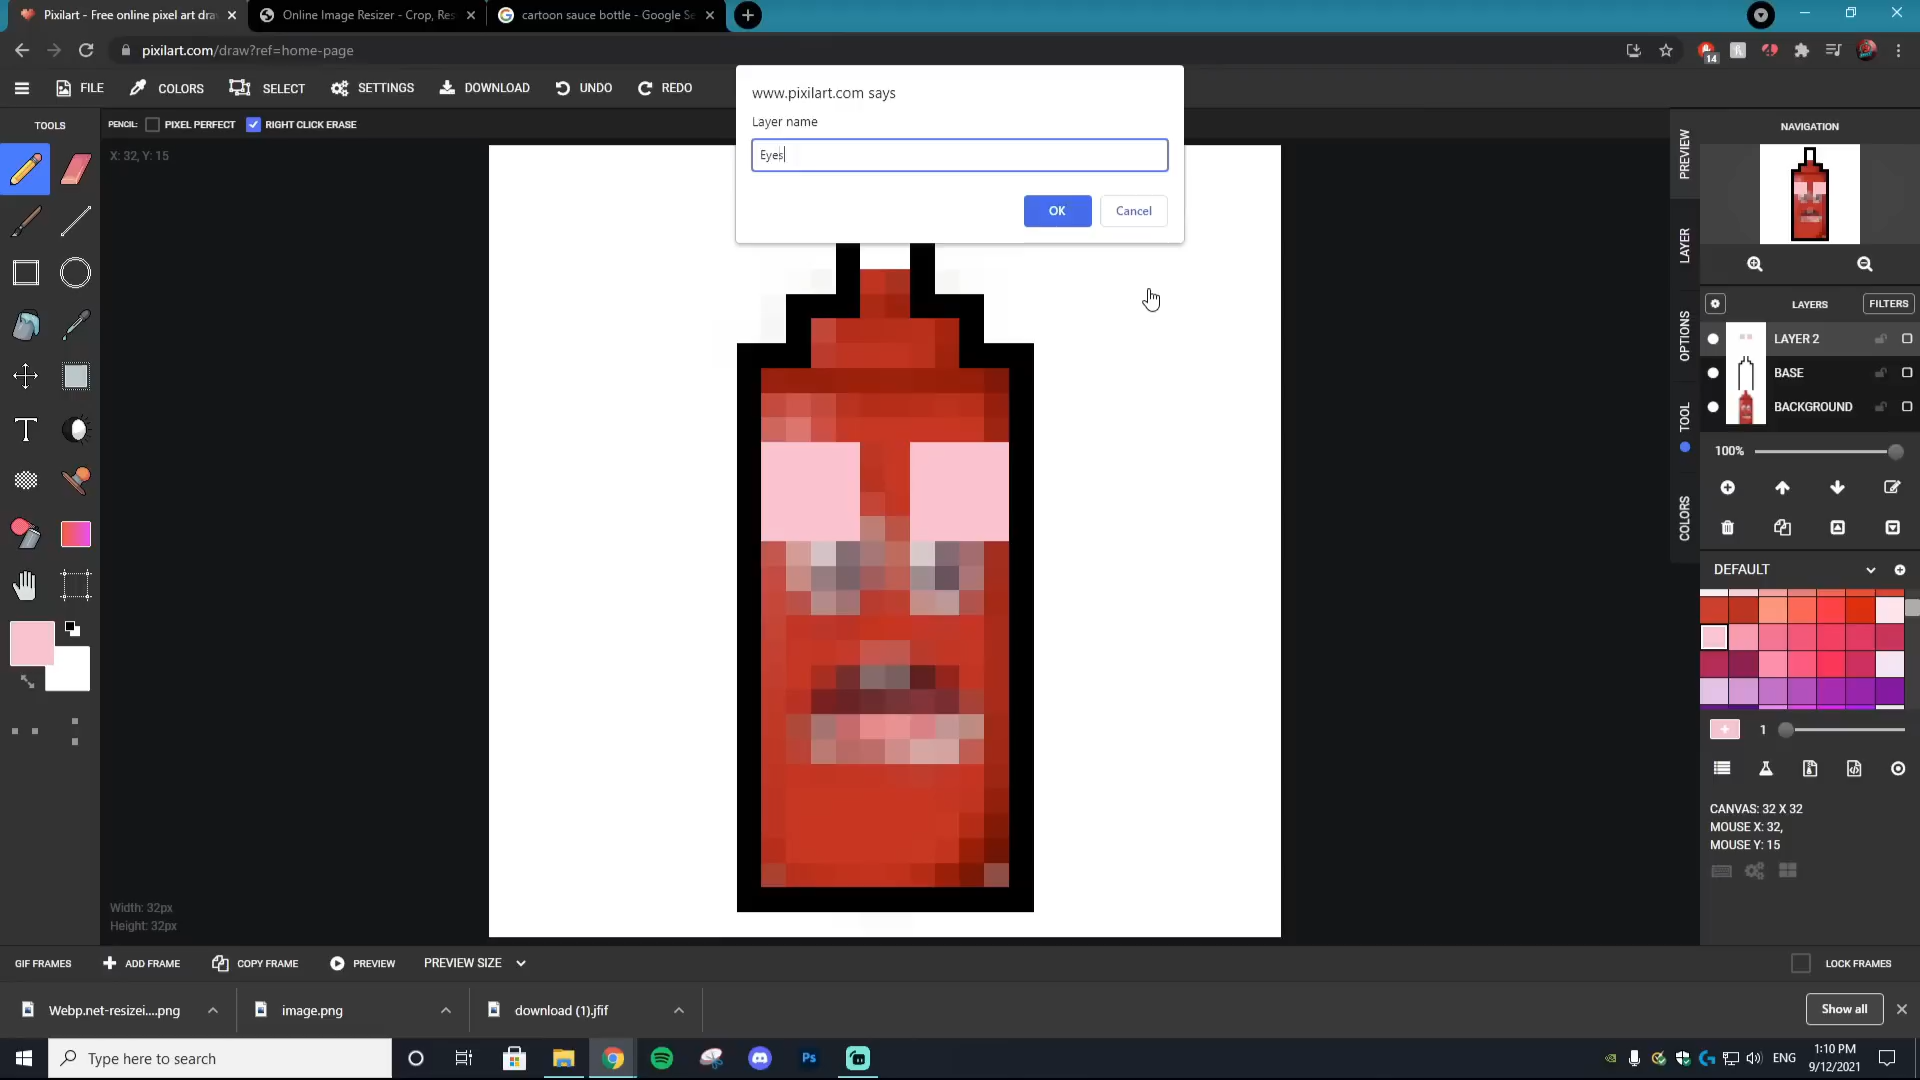 Pixilart - Free online pixel art dra
Online Image Resizer - Crop, Res
cartoon sauce bottle - Google Se
pixilart.com/draw?ref=home-page
14
FILE
COLORS
SELECT
SETTINGS
DOWNLOAD
UNDO
REDO
TOOLS
PENCIL:
PIXEL PERFECT
RIGHT CLICK ERASE
X: 32, Y: 15
www.pixilart.com says
Layer name
Eyes
OK
Cancel
PREVIEW
LAYER
OPTIONS
TOOL
COLORS
NAVIGATION
LAYERS
FILTERS
LAYER 2
BASE
BACKGROUND
100%
DEFAULT
1
CANVAS: 32 X 32
MOUSE X: 32,
MOUSE Y: 15
T
Width: 32px
Height: 32px
GIF FRAMES
ADD FRAME
COPY FRAME
PREVIEW
PREVIEW SIZE
LOCK FRAMES
Webp.net-resizei....png
image.png
download (1).jfif
Show all
Type here to search
Ps
ENG
1:10 PM
9/12/2021